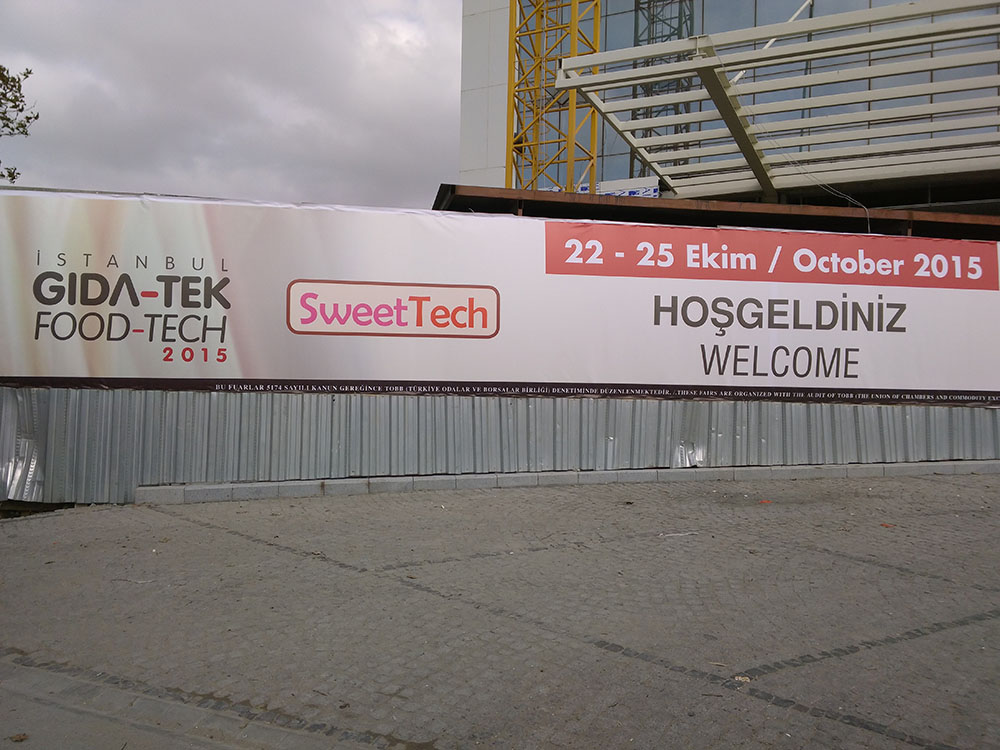 İSTANBUL
GIDA-TEK
FOOD-TECH
2015
SweetTech
22 - 25 Ekim / October 2015
HOŞGELDİNİZ
WELCOME
BU FUARLAR 5174 SAYILI KANUN GEREĞİNCE TOBB (TÜRKİYE ODALAR VE BORSALAR BİRLİĞİ) DENETİMİNDE DÜZENLENMEKTEDİR. / THESE FAIRS ARE ORGANIZED WITH THE AUDIT OF TOBB (THE UNION OF CHAMBERS AND COMMODITY EXC